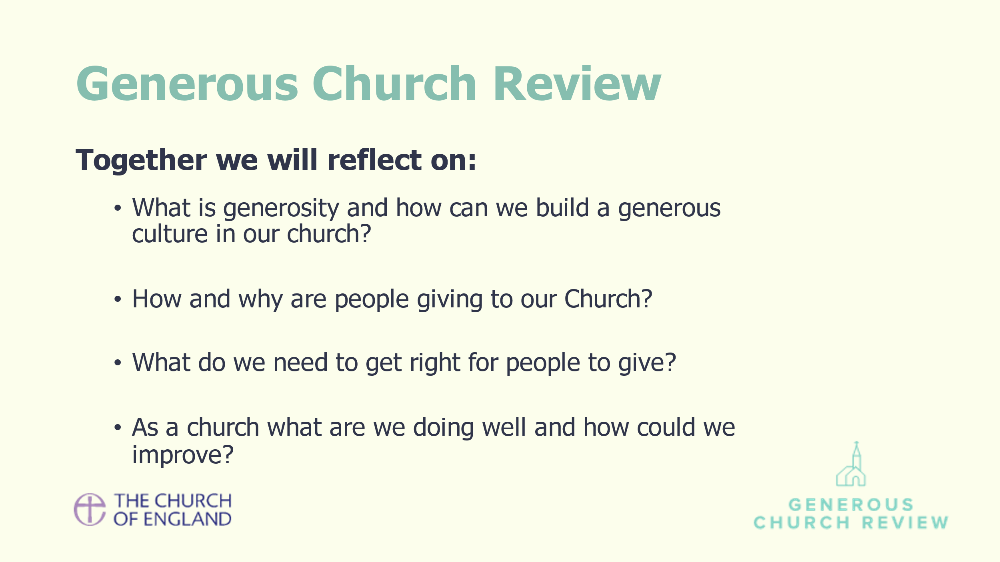 Generous Church Review
Together we will reflect on:
• What is generosity and how can we build a generous
culture in our church?
• How and why are people giving to our Church?
• What do we need to get right for people to give?
• As a church what are we doing well and how could we
improve?
THE CHURCH
OF ENGLAND
GENEROUS
CHURCH REVIEW